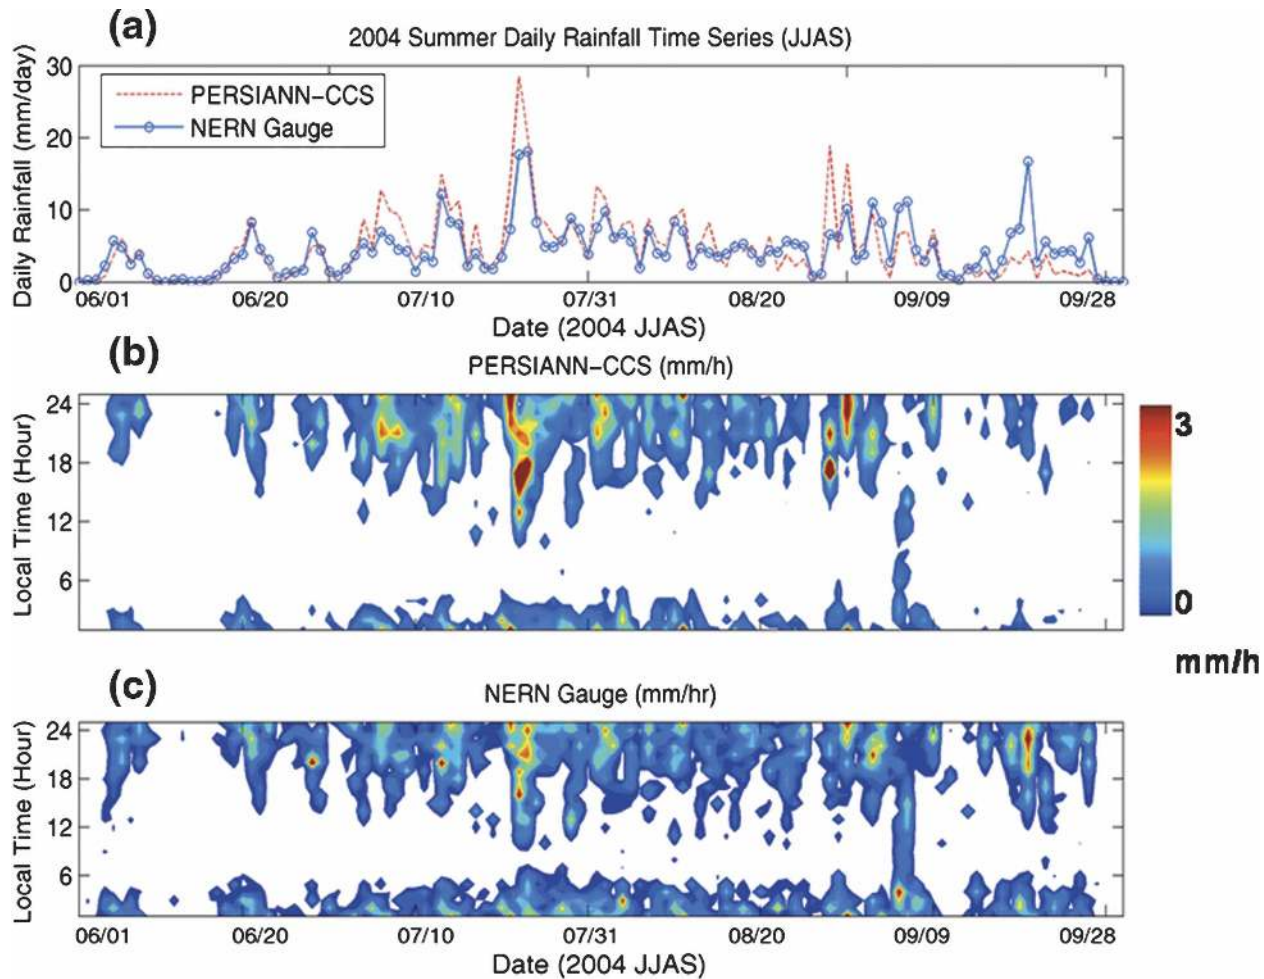 (a)
2004 Summer Daily Rainfall Time Series (JJAS)
Daily Rainfall (mm/day)
30
20
10
0
PERSIANN-CCS
NERN Gauge
06/01 06/20 07/10 07/31 08/20 09/09 09/28
Date (2004 JJAS)
(b)
PERSIANN-CCS (mm/h)
Local Time (Hour)
24
18
12
6
3
0
mm/h
(c)
NERN Gauge (mm/hr)
Local Time (Hour)
24
18
12
6
06/01 06/20 07/10 07/31 08/20 09/09 09/28
Date (2004 JJAS)